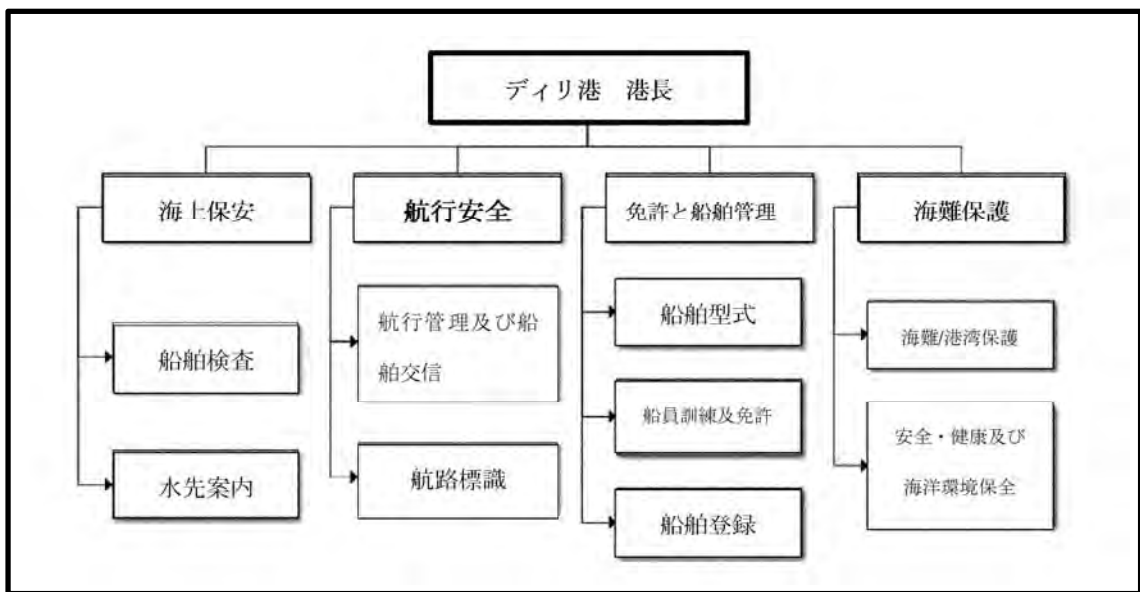 ディリ港　港長
海上保安
航行安全
免許と船舶管理
海難保護
船舶検査
水先案内
航行管理及び船
舶交信
航路標識
船舶型式
船員訓練及免許
船舶登録
海難/港湾保護
安全・健康及び
海洋環境保全